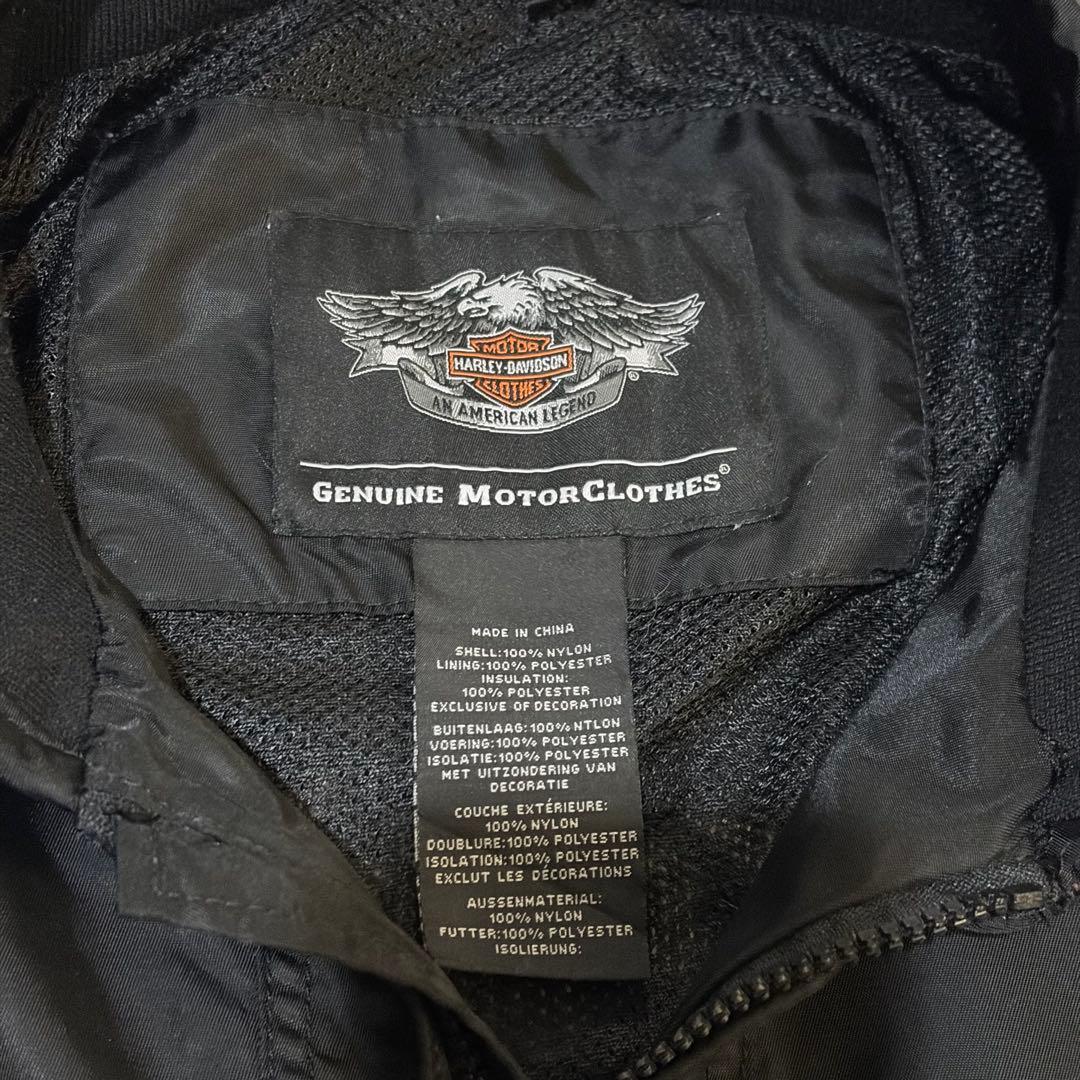 MOTOR
HARLEY-DAVIDSON
CLOTHES
®
AN AMERICAN LEGEND
GENUINE MOTORCLOTHES®
MADE IN CHINA
SHELL:100% NYLON
LINING:100% POLYESTER
INSULATION:
100% POLYESTER
EXCLUSIVE OF DECORATION
BUITENLAAG:100% NTLON
VOERING:100% POLYESTER
ISOLATIE:100% POLYESTER
MET UITZONDERING VAN
DECORATIE
COUCHE EXTÉRIEURE:
100% NYLON
DOUBLURE:100% POLYESTER
ISOLATION:100% POLYESTER
EXCLUT LES DÉCORATIONS
AUSSENMATERIAL:
100% NYLON
FUTTER:100% POLYESTER
ISOLIERUNG: